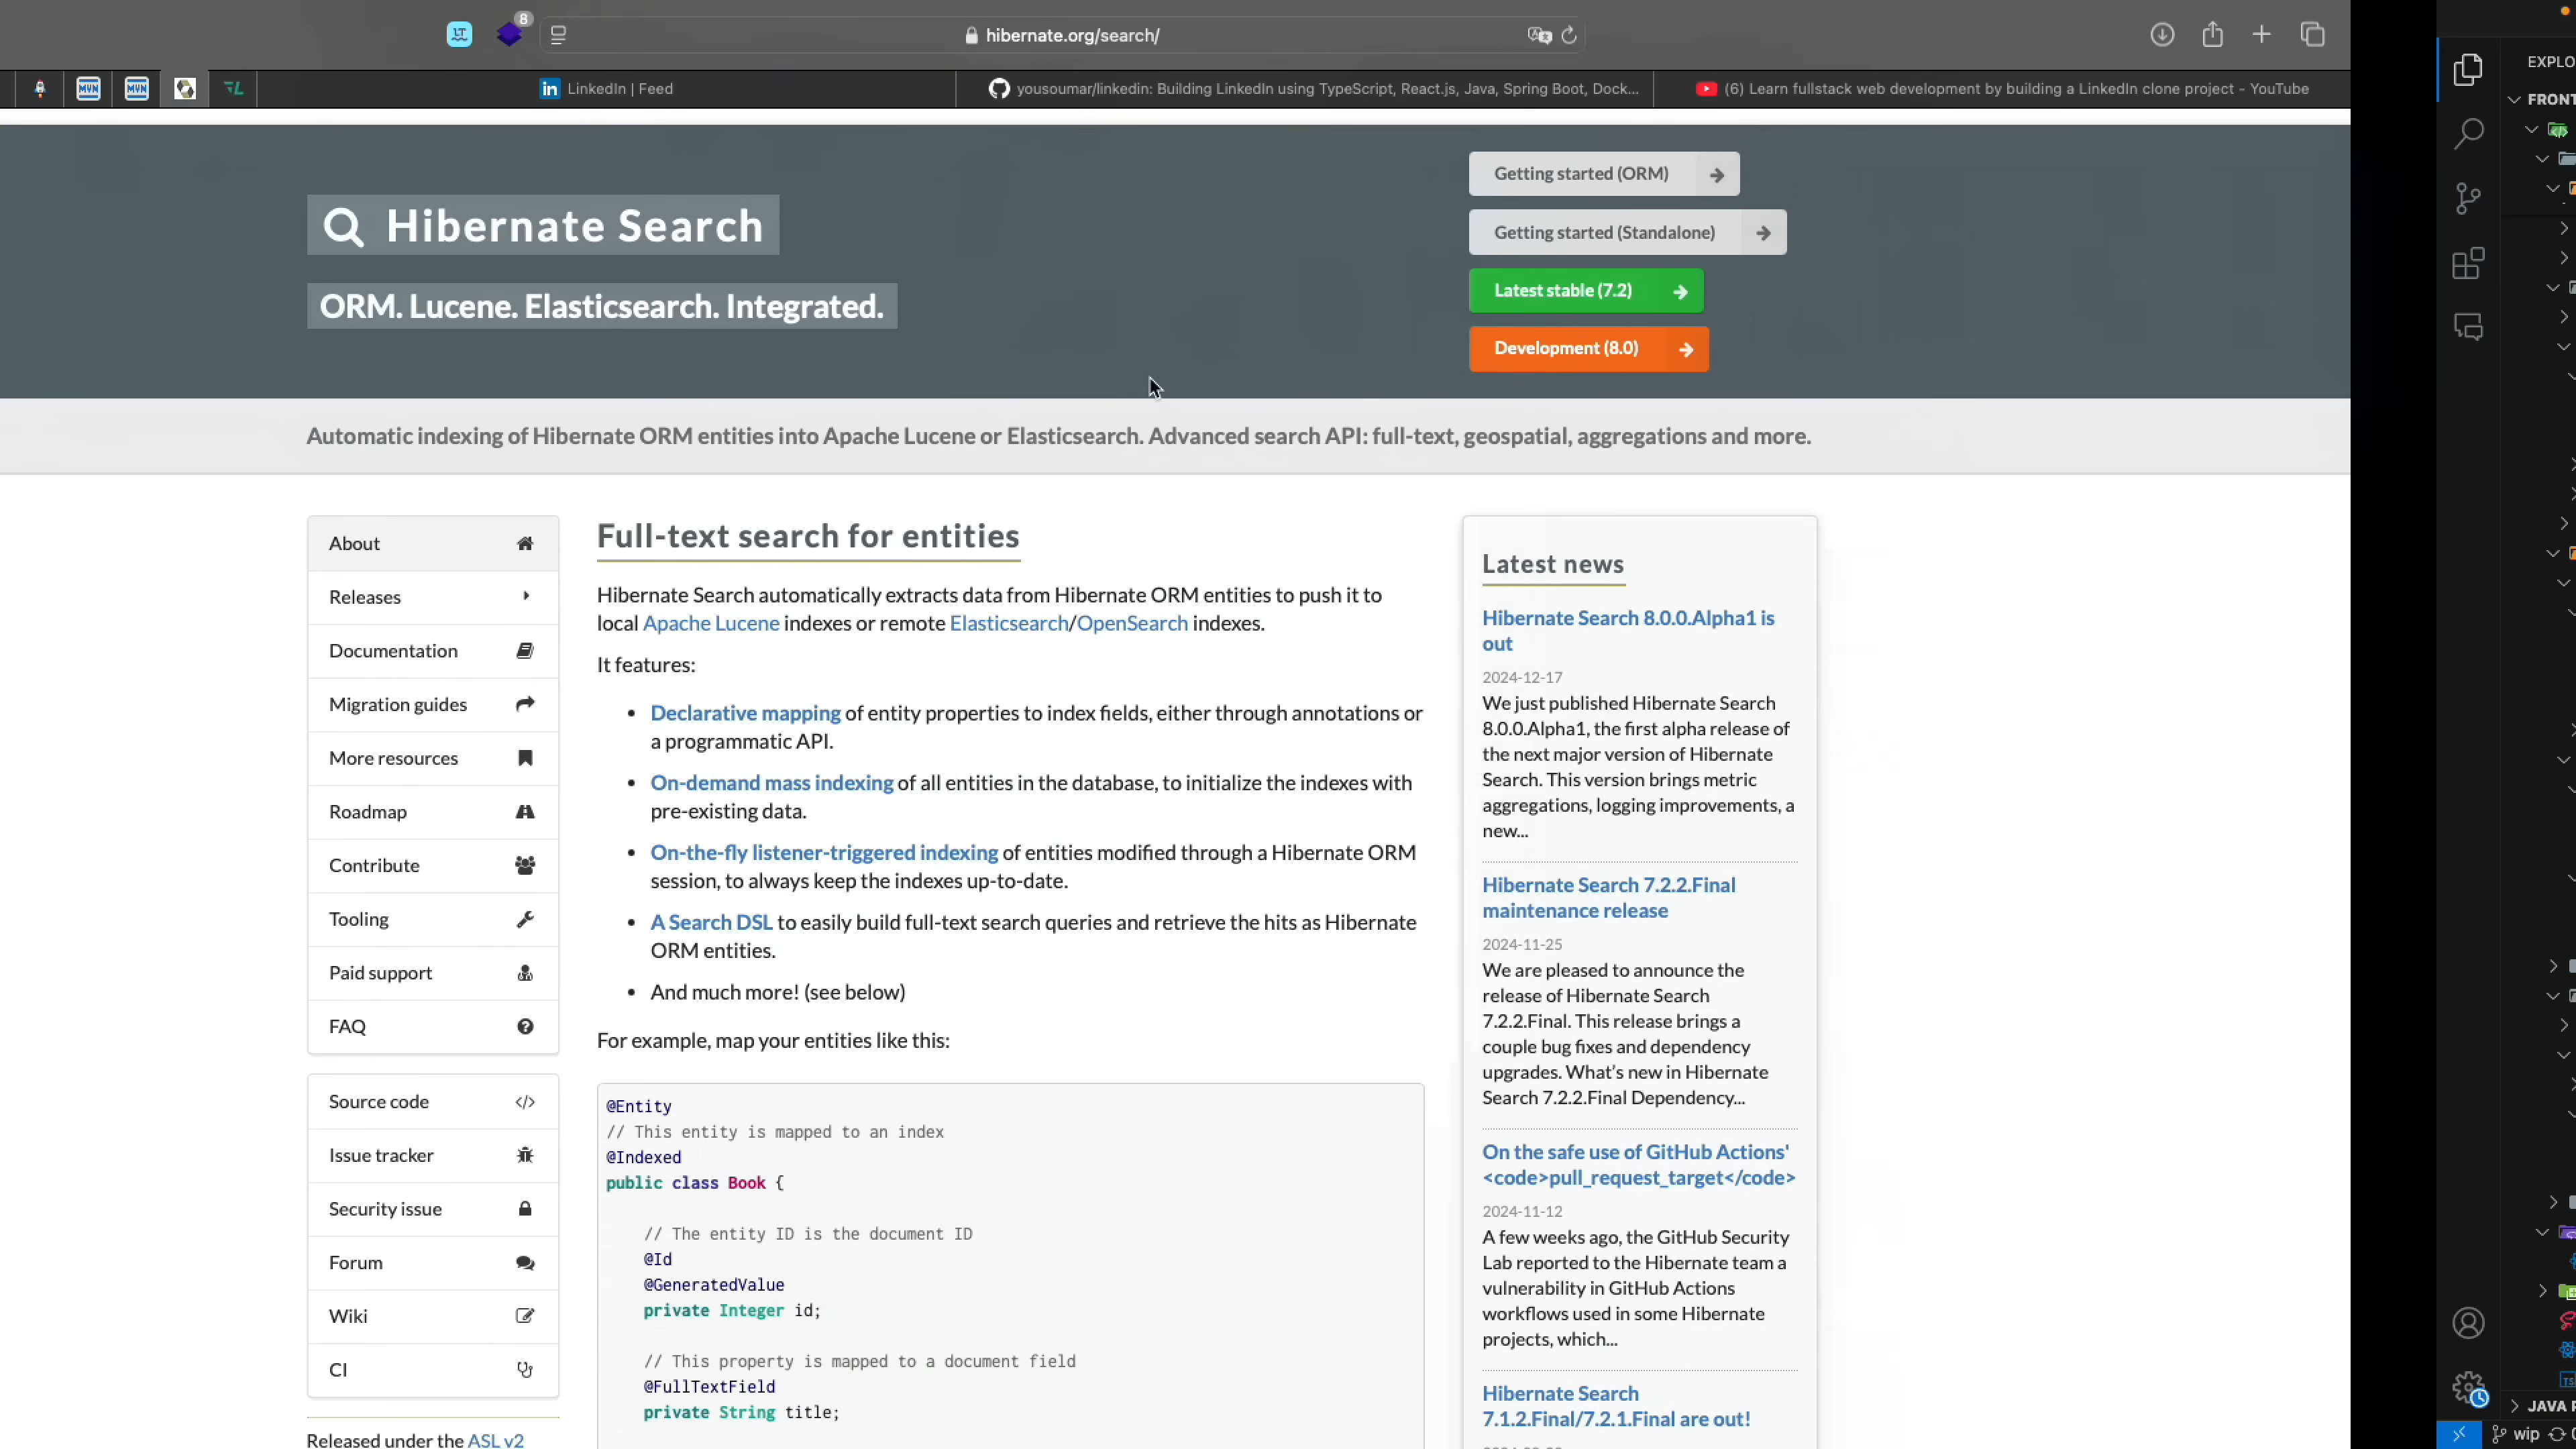 8
hibernate.org/search/
LinkedIn | Feed
yousoumar/linkedin: Building LinkedIn using TypeScript, React.js, Java, Spring Boot, Dock...
(6) Learn fullstack web development by building a LinkedIn clone project - YouTube
Hibernate Search
ORM. Lucene. Elasticsearch. Integrated.
Getting started (ORM)
Getting started (Standalone)
Latest stable (7.2)
Development (8.0)
Automatic indexing of Hibernate ORM entities into Apache Lucene or Elasticsearch. Advanced search API: full-text, geospatial, aggregations and more.
About
Releases
Documentation
Migration guides
More resources
Roadmap
Contribute
Tooling
Paid support
FAQ
Source code
Issue tracker
Security issue
Forum
Wiki
CI
Released under the ASL v2
Full-text search for entities
Hibernate Search automatically extracts data from Hibernate ORM entities to push it to
local Apache Lucene indexes or remote Elasticsearch/OpenSearch indexes.
It features:
• Declarative mapping of entity properties to index fields, either through annotations or
a programmatic API.
• On-demand mass indexing of all entities in the database, to initialize the indexes with
pre-existing data.
• On-the-fly listener-triggered indexing of entities modified through a Hibernate ORM
session, to always keep the indexes up-to-date.
• A Search DSL to easily build full-text search queries and retrieve the hits as Hibernate
ORM entities.
• And much more! (see below)
For example, map your entities like this:
@Entity
// This entity is mapped to an index
@Indexed
public class Book {
// The entity ID is the document ID
@Id
@GeneratedValue
private Integer id;
// This property is mapped to a document field
@FullTextField
private String title;
Latest news
Hibernate Search 8.0.0.Alpha1 is
out
2024-12-17
We just published Hibernate Search
8.0.0.Alpha1, the first alpha release of
the next major version of Hibernate
Search. This version brings metric
aggregations, logging improvements, a
new...
Hibernate Search 7.2.2.Final
maintenance release
2024-11-25
We are pleased to announce the
release of Hibernate Search
7.2.2.Final. This release brings a
couple bug fixes and dependency
upgrades. What's new in Hibernate
Search 7.2.2.Final Dependency...
On the safe use of GitHub Actions'
<code>pull_request_target</code>
2024-11-12
A few weeks ago, the GitHub Security
Lab reported to the Hibernate team a
vulnerability in GitHub Actions
workflows used in some Hibernate
projects, which...
Hibernate Search
7.1.2.Final/7.2.1.Final are out!
EXPLO
FRONT
JAVA P
wip